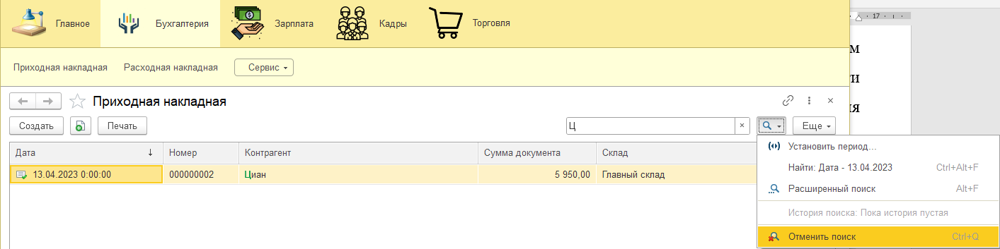 Главное
Бухгалтерия
Зарплата
Кадры
Торговля
17
Приходная накладная
Расходная накладная
Сервис
м
ти
ия
Приходная накладная
Создать
Печать
Ц
Еще
Дата ↓ Номер Контрагент Сумма документа Склад
13.04.2023 0:00:00 000000002 Циан 5 950,00 Главный склад
Установить период...
Найти: Дата - 13.04.2023 Ctrl+Alt+F
Расширенный поиск Alt+F
История поиска: Пока история пустая
Отменить поиск Ctrl+Q